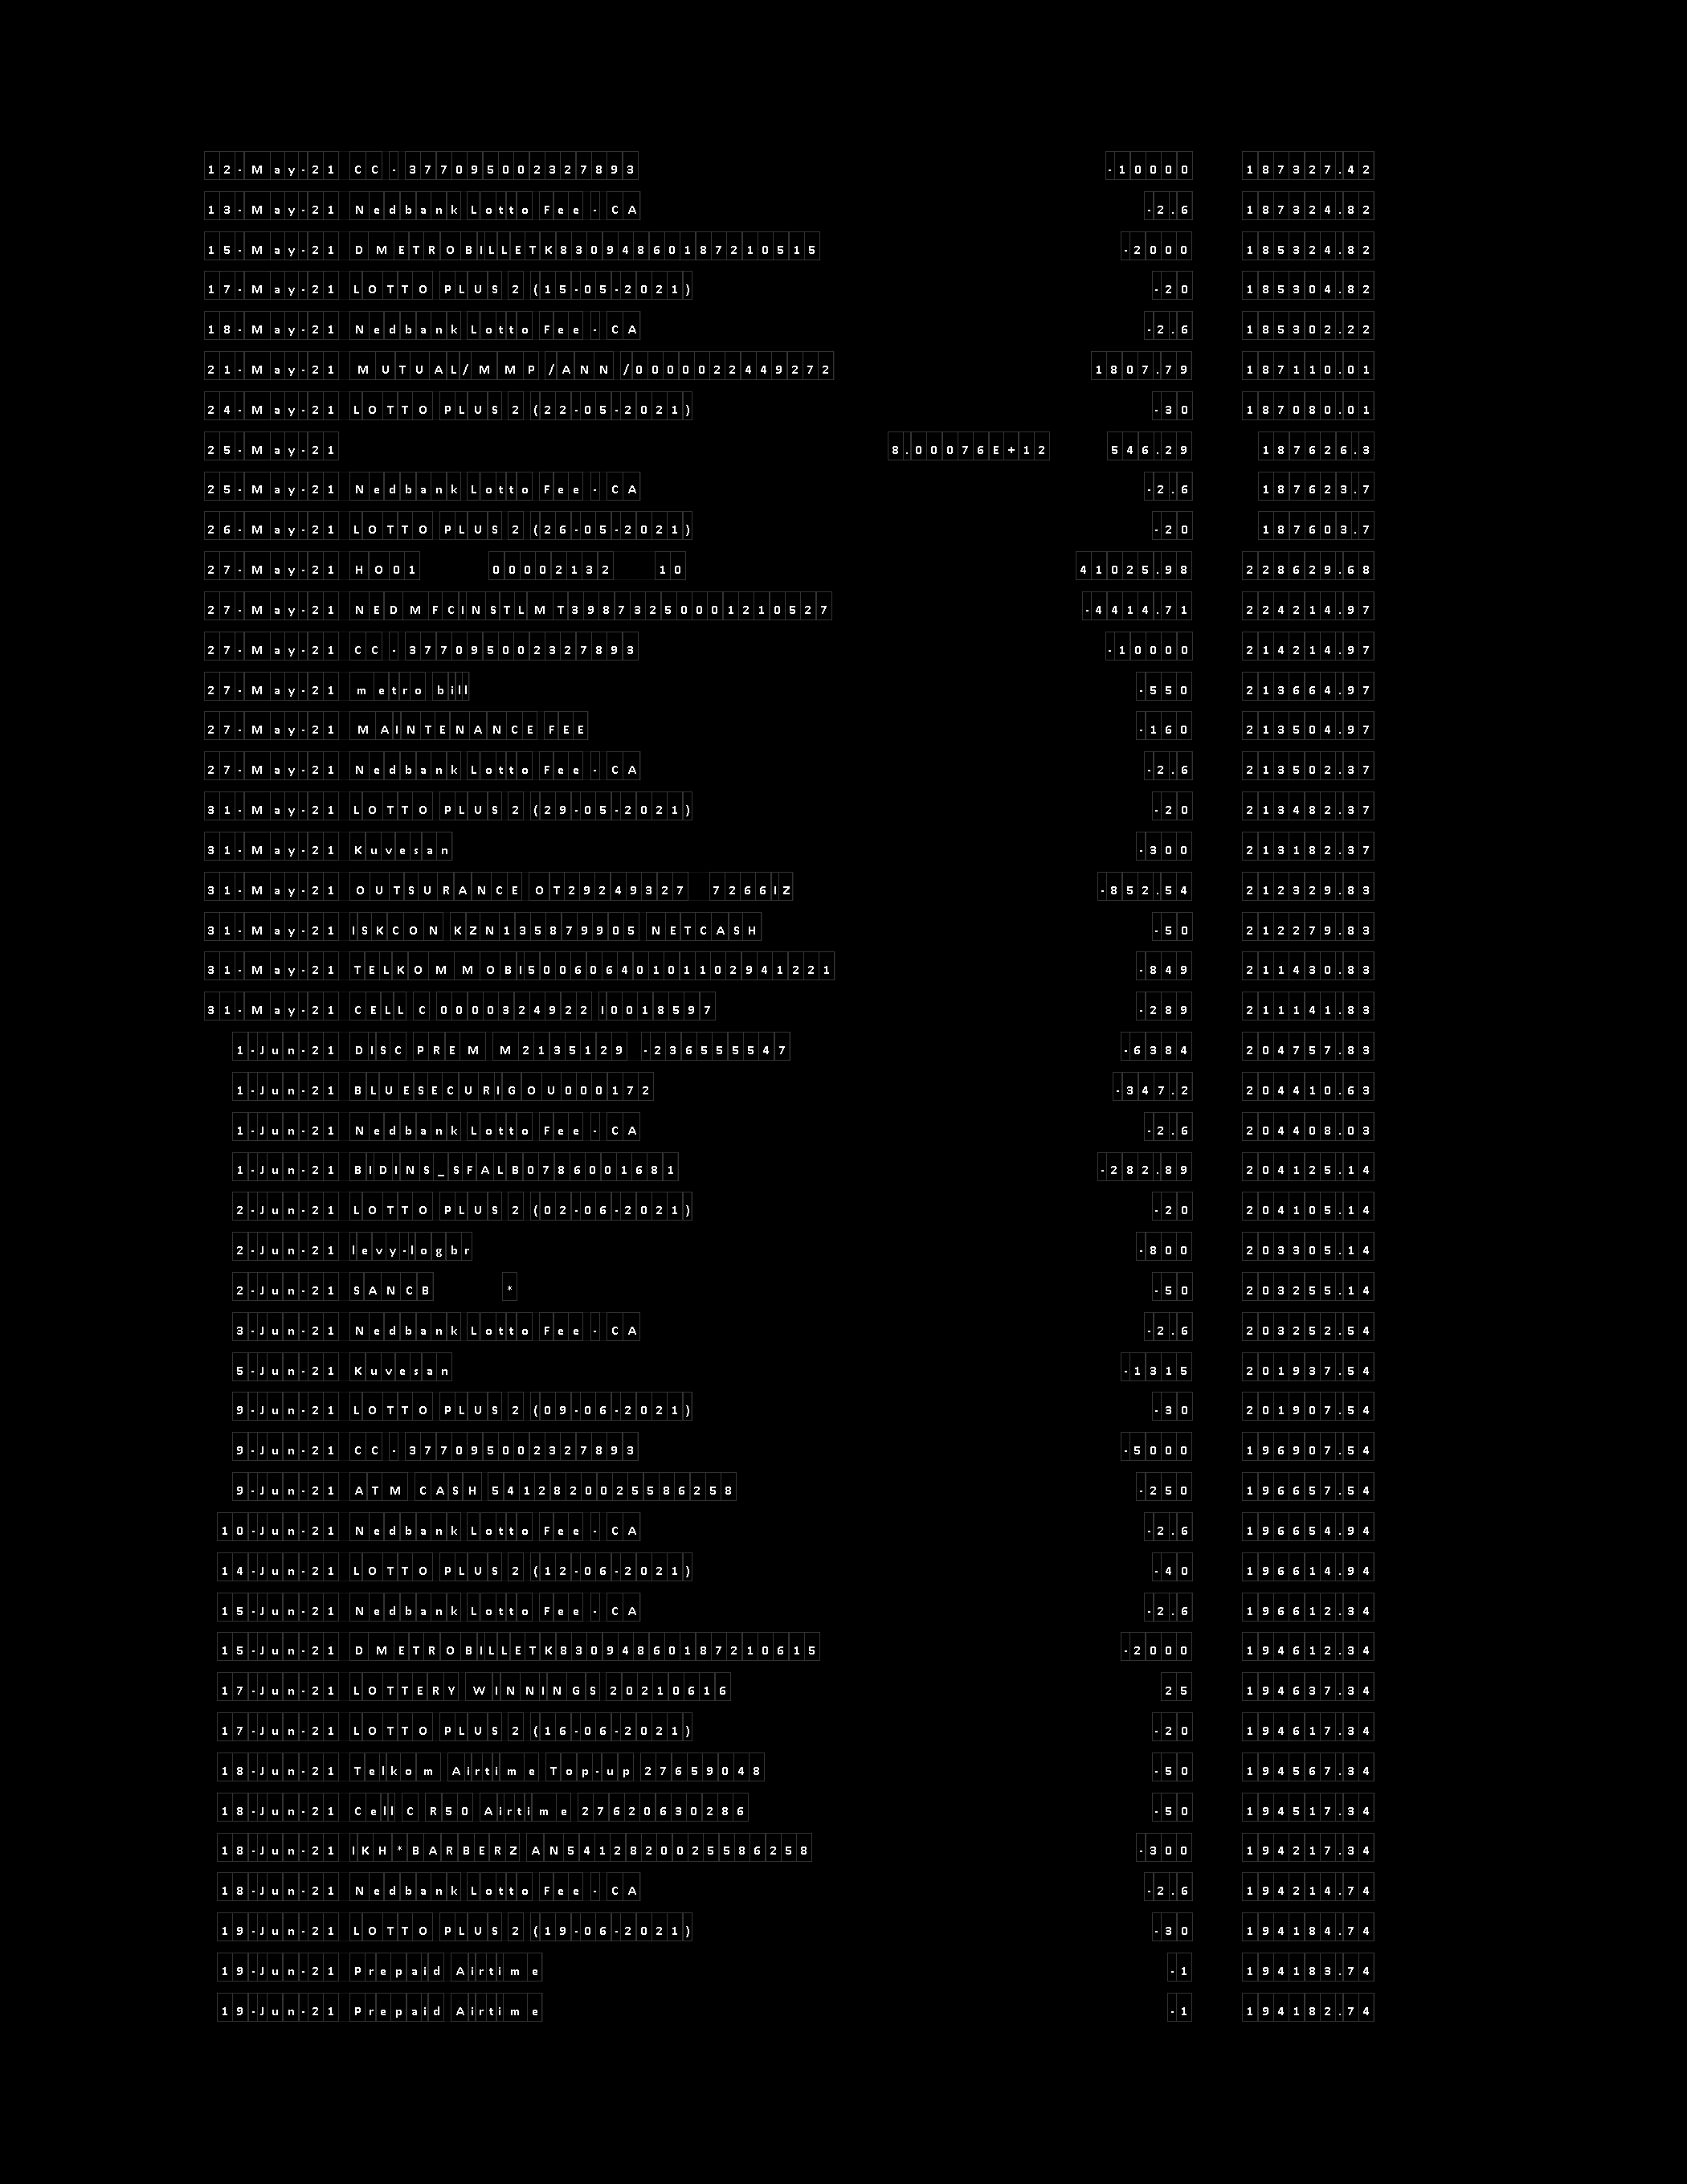 12-May-21 CC - 377095002327893 -10000 187327.42
13-May-21 Nedbank Lotto Fee - CA -2.6 187324.82
15-May-21 DMETROBILLETK8309486018721 0515 -2000 185324.82
17-May-21 LOTTO PLUS 2 (15-05-2021) -20 185304.82
18-May-21 Nedbank Lotto Fee - CA -2.6 185302.22
21-May-21 MUTUAL/MMP /ANN /0000022449272 1807.79 187110.01
24-May-21 LOTTO PLUS 2 (22-05-2021) -30 187080.01
25-May-21 8.00076E+12 546.29 187626.3
25-May-21 Nedbank Lotto Fee - CA -2.6 187623.7
26-May-21 LOTTO PLUS 2 (26-05-2021) -20 187603.7
27-May-21 HO01 00002132 10 41025.98 228629.68
27-May-21 NEDMFCINSTLMT39873250001210527 -4414.71 224214.97
27-May-21 CC - 377095002327893 -10000 214214.97
27-May-21 metro bill -550 213664.97
27-May-21 MAINTENANCE FEE -160 213504.97
27-May-21 Nedbank Lotto Fee - CA -2.6 213502.37
31-May-21 LOTTO PLUS 2 (29-05-2021) -20 213482.37
31-May-21 Kuvesan -300 213182.37
31-May-21 OUTSURANCE OT29249327 7266IZ -852.54 212329.83
31-May-21 ISKCON KZN135879905 NETCASH -50 212279.83
31-May-21 TELKOM MOBI50060640101102941221 -849 211430.83
31-May-21 CELL C 0000324922 I0018597 -289 211141.83
1-Jun-21 DISC PREM M2135129 -236555547 -6384 204757.83
1-Jun-21 BLUESECURIGOU000172 -347.2 204410.63
1-Jun-21 Nedbank Lotto Fee - CA -2.6 204408.03
1-Jun-21 BIDINS_SFALB0786001681 -282.89 204125.14
2-Jun-21 LOTTO PLUS 2 (02-06-2021) -20 204105.14
2-Jun-21 levy-logbr -800 203305.14
2-Jun-21 SANCB * -50 203255.14
3-Jun-21 Nedbank Lotto Fee - CA -2.6 203252.54
5-Jun-21 Kuvesan -1315 201937.54
9-Jun-21 LOTTO PLUS 2 (09-06-2021) -30 201907.54
9-Jun-21 CC - 377095002327893 -5000 196907.54
9-Jun-21 ATM CASH 5412820025586258 -250 196657.54
10-Jun-21 Nedbank Lotto Fee - CA -2.6 196654.94
14-Jun-21 LOTTO PLUS 2 (12-06-2021) -40 196614.94
15-Jun-21 Nedbank Lotto Fee - CA -2.6 196612.34
15-Jun-21 DMETROBILLETK830948601872 10615 -2000 194612.34
17-Jun-21 LOTTERY WINNINGS 20210616 25 194637.34
17-Jun-21 LOTTO PLUS 2 (16-06-2021) -20 194617.34
18-Jun-21 Telkom Airtime Top-up 27659048 -50 194567.34
18-Jun-21 Cell C R50 Airtime 27620630286 -50 194517.34
18-Jun-21 IKH*BARBERZ AN5412820025586258 -300 194217.34
18-Jun-21 Nedbank Lotto Fee - CA -2.6 194214.74
19-Jun-21 LOTTO PLUS 2 (19-06-2021) -30 194184.74
19-Jun-21 Prepaid Airtime -1 194183.74
19-Jun-21 Prepaid Airtime -1 194182.74